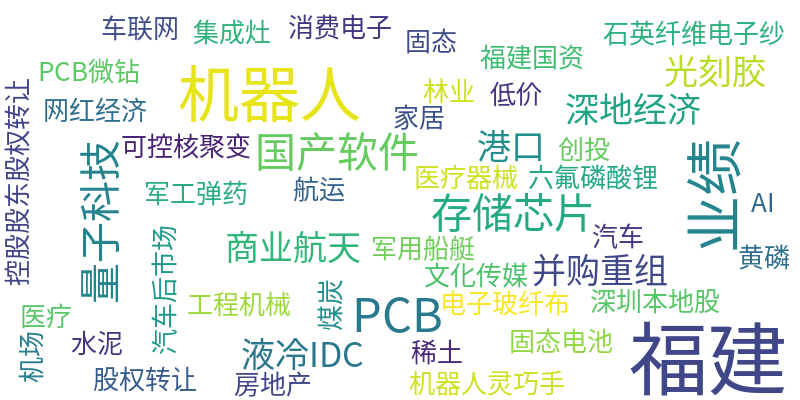 车联网
集成灶
消费电子
固态
石英纤维电子纱
福建国资
PCB微钻
光刻胶
机器人
林业
低价
网红经济
家居
深地经济
控股股东股权转让
可控核聚变
国产软件
港口
创投
量子科技
业绩
军工弹药
航运
医疗器械
六氟磷酸锂
AI
存储芯片
汽车后市场
商业航天
军用船艇
汽车
黄磷
文化传媒
并购重组
工程机械
煤炭
PCB
电子玻纤布
深圳本地股
医疗
机场
水泥
液冷IDC
稀土
固态电池
福建
股权转让
房地产
机器人灵巧手